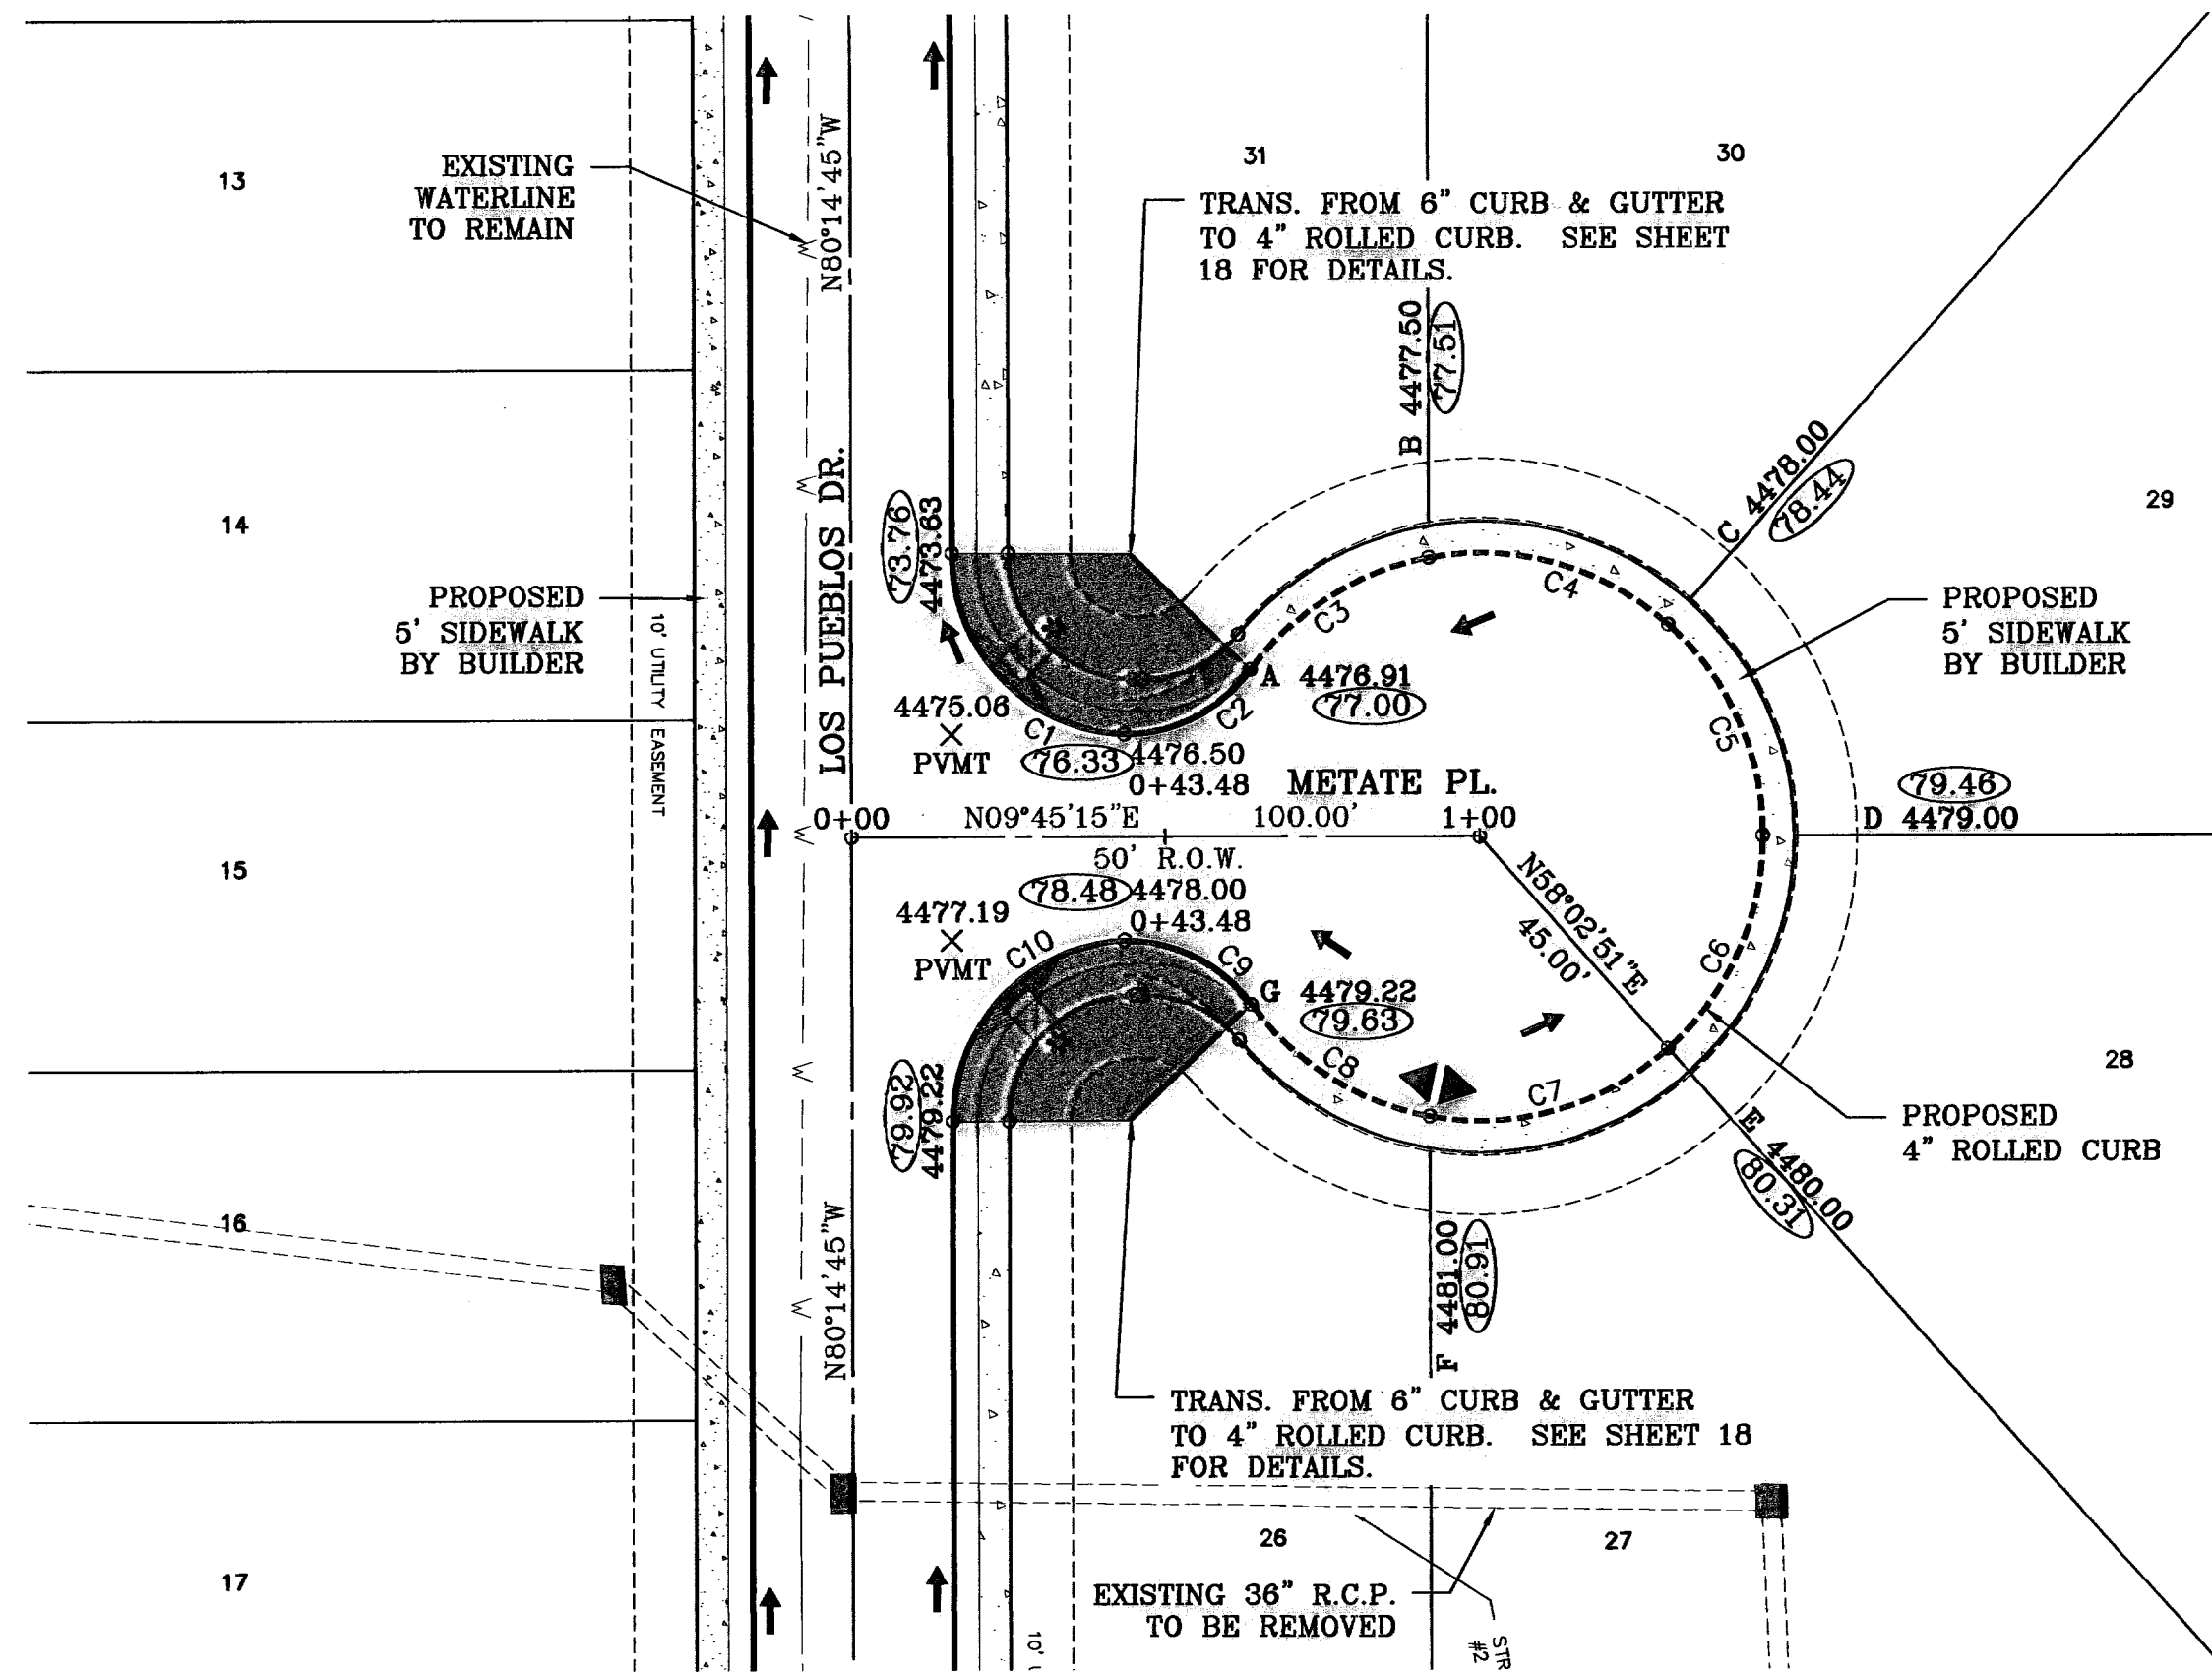 13
EXISTING
WATERLINE
TO REMAIN
N80°14'45"W
31
30
TRANS. FROM 6" CURB & GUTTER
TO 4" ROLLED CURB. SEE SHEET
18 FOR DETAILS.
B 4477.50
77.51
C 4478.00
78.44
29
14
LOS PUEBLOS DR.
73.76
4473.63
PROPOSED
5' SIDEWALK
BY BUILDER
10' UTILITY EASEMENT
C3
C4
PROPOSED
5' SIDEWALK
BY BUILDER
A 4476.91
77.00
4475.06
PVMT
C1
C2
C5
76.33
4476.50
0+43.48
METATE PL.
79.46
D 4479.00
0+00
N09°45'15"E
100.00'
1+00
50' R.O.W.
15
78.48
4478.00
0+43.48
4477.19
PVMT
C10
C9
N58°02'51"E
45.00'
C6
G 4479.22
79.63
C8
C7
28
79.92
4479.22
PROPOSED
4" ROLLED CURB
E 4480.00
80.31
16
N80°14'45"W
F 4481.00
80.91
TRANS. FROM 6" CURB & GUTTER
TO 4" ROLLED CURB. SEE SHEET 18
FOR DETAILS.
26
27
17
EXISTING 36" R.C.P.
TO BE REMOVED
10'
STR
#2
W
W
W
W
W
W